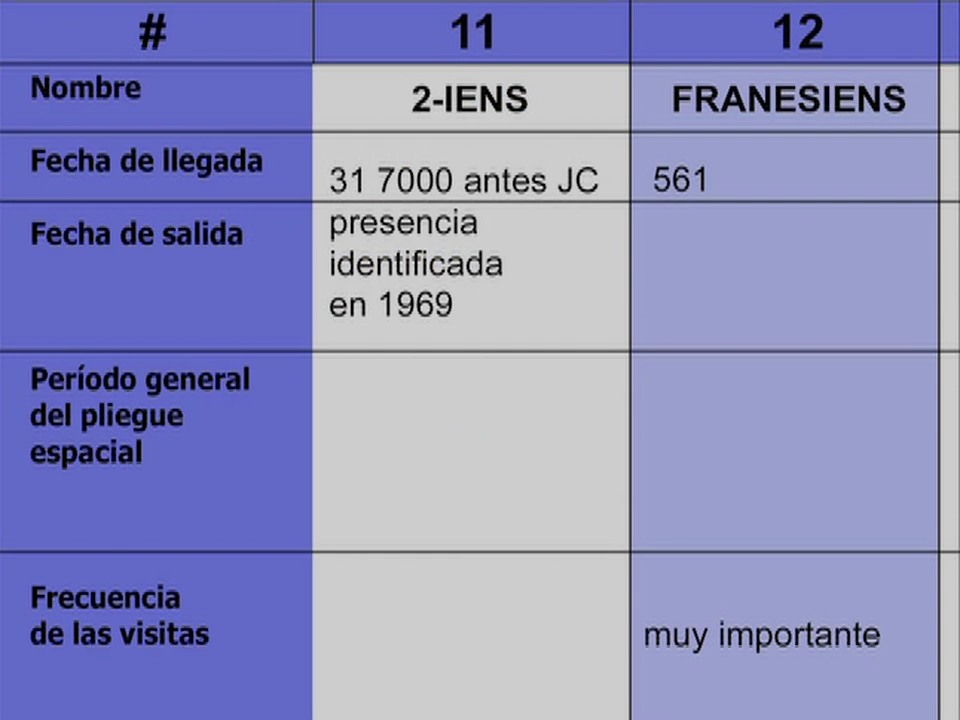 # 11 12
Nombre 2-IENS FRANESIENS
Fecha de llegada 31 7000 antes JC 561
Fecha de salida presencia
identificada
en 1969
Período general
del pliegue
espacial
Frecuencia
de las visitas muy importante